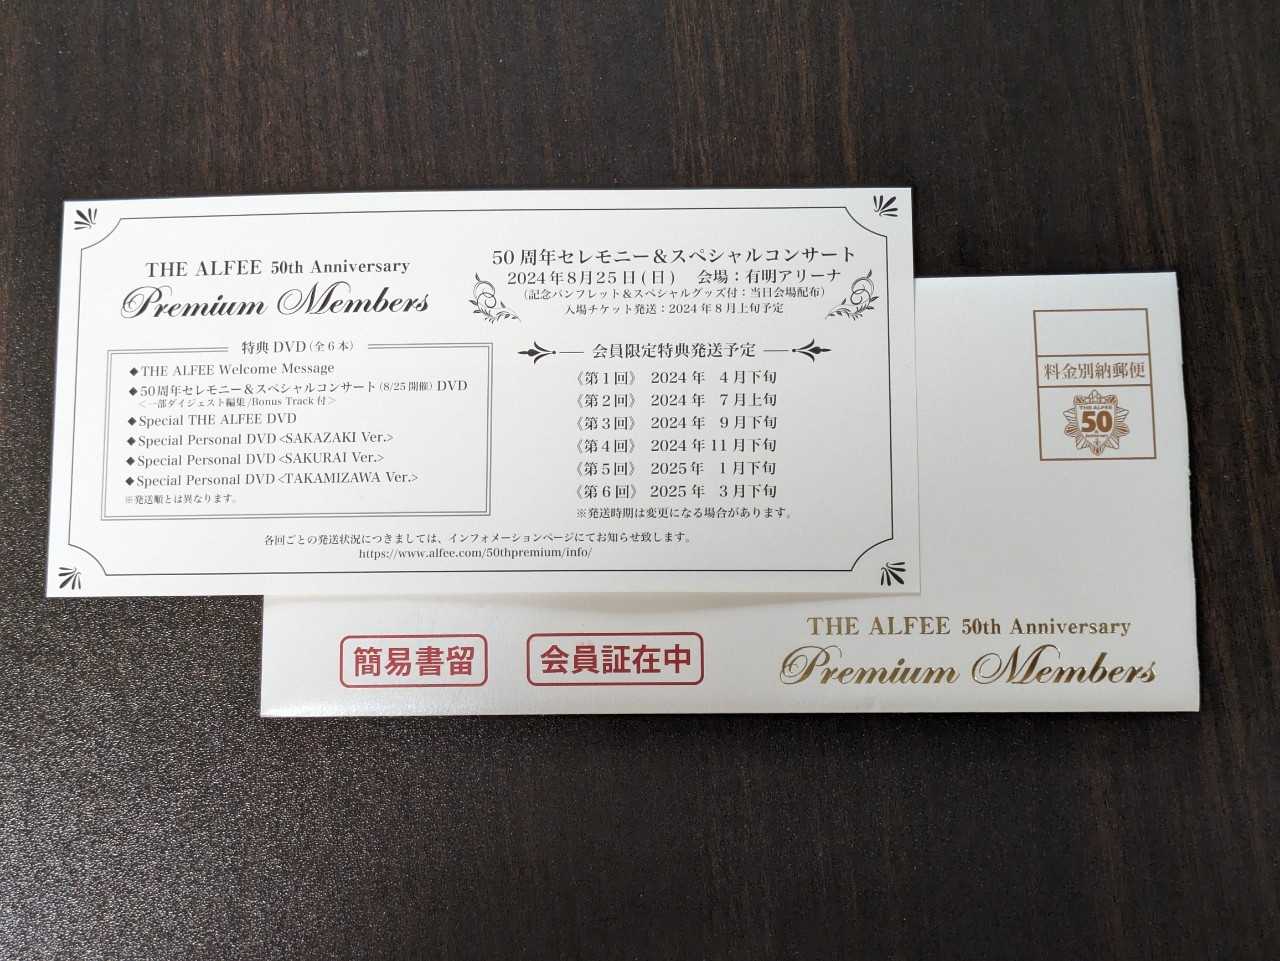 THE ALFEE 50th Anniversary
Premium Members
特典DVD(全6本)
◆THE ALFEE Welcome Message
◆50周年セレモニー＆スペシャルコンサート(8/25開催)DVD
＜一部ダイジェスト編集/Bonus Track付＞
◆Special THE ALFEE DVD
◆Special Personal DVD<SAKAZAKI Ver.>
◆Special Personal DVD<SAKURAI Ver.>
◆Special Personal DVD<TAKAMIZAWA Ver.>
※発送順とは異なります。
50周年セレモニー＆スペシャルコンサート
2024年8月25日(日) 会場：有明アリーナ
(記念パンフレット＆スペシャルグッズ付：当日会場配布)
入場チケット発送：2024年8月上旬予定
会員限定特典発送予定
《第1回》 2024年 4月下旬
《第2回》 2024年 7月上旬
《第3回》 2024年 9月下旬
《第4回》 2024年11月下旬
《第5回》 2025年 1月下旬
《第6回》 2025年 3月下旬
※発送時期は変更になる場合があります。
各回ごとの発送状況につきましては、インフォメーションページにてお知らせ致します。
https://www.alfee.com/50thpremium/info/
料金別納郵便
THE ALFEE
50
簡易書留
会員証在中
THE ALFEE 50th Anniversary
Premium Members